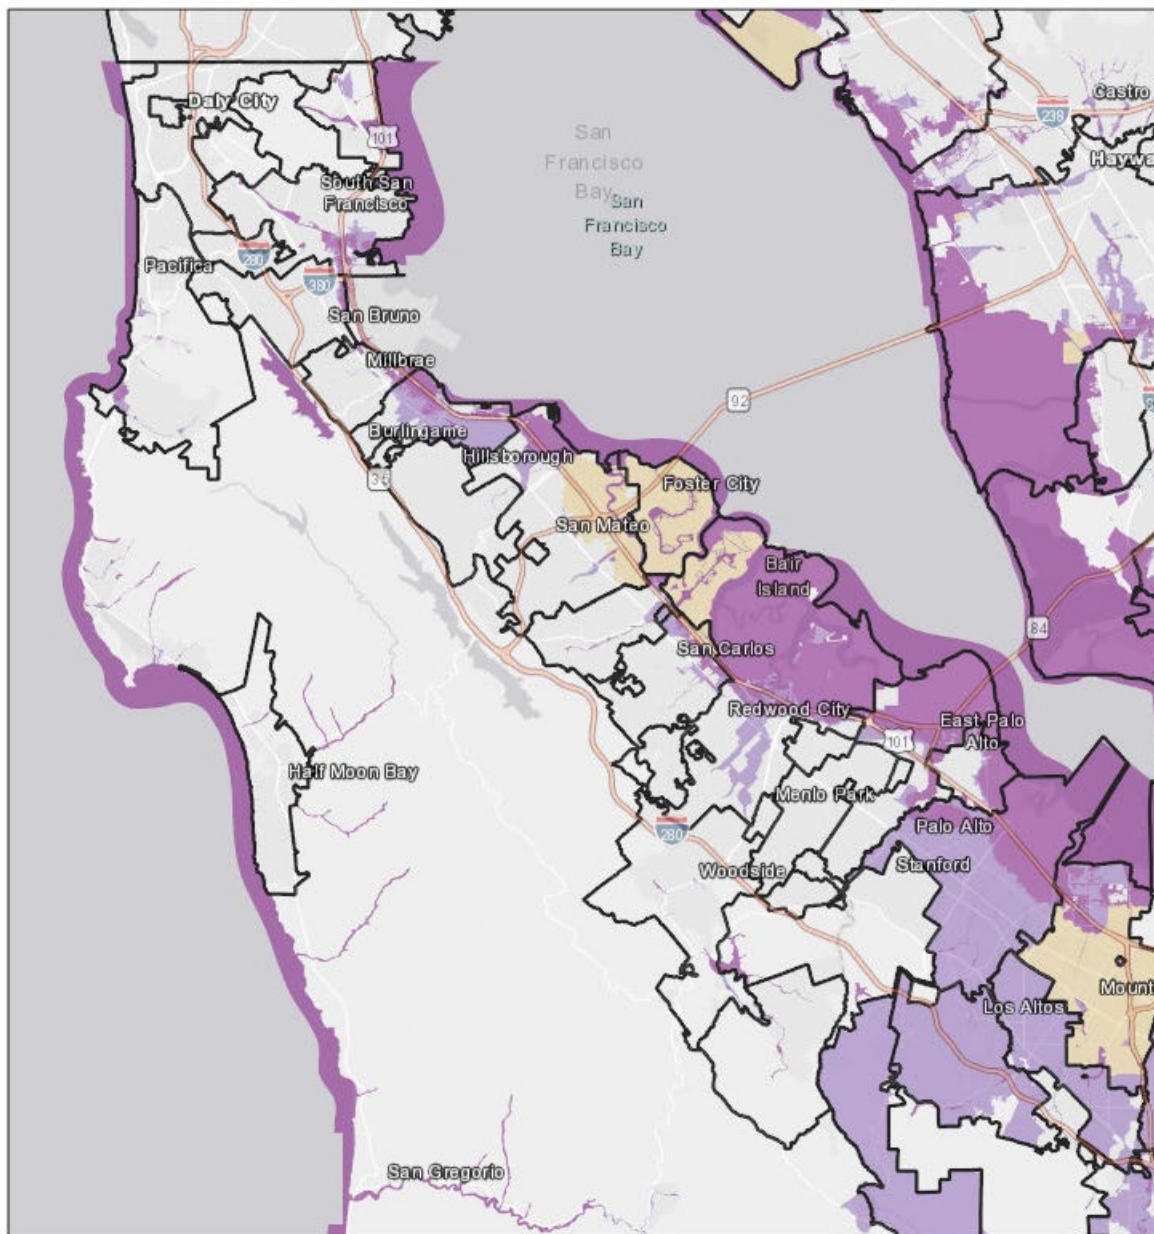 Castro
238
Daly City
101
Haywa
San
Francisco
Bay
San
Francisco
Bay
South San
Francisco
280
Pacifica
380
San Bruno
Millbrae
92
Burlingame
Hillsborough
35
Foster City
San Mateo
Bair
Island
84
San Carlos
Redwood City
East Palo
Alto
101
Half Moon Bay
Menlo Park
280
Palo Alto
Stanford
Woodside
Mount
Los Altos
San Gregorio